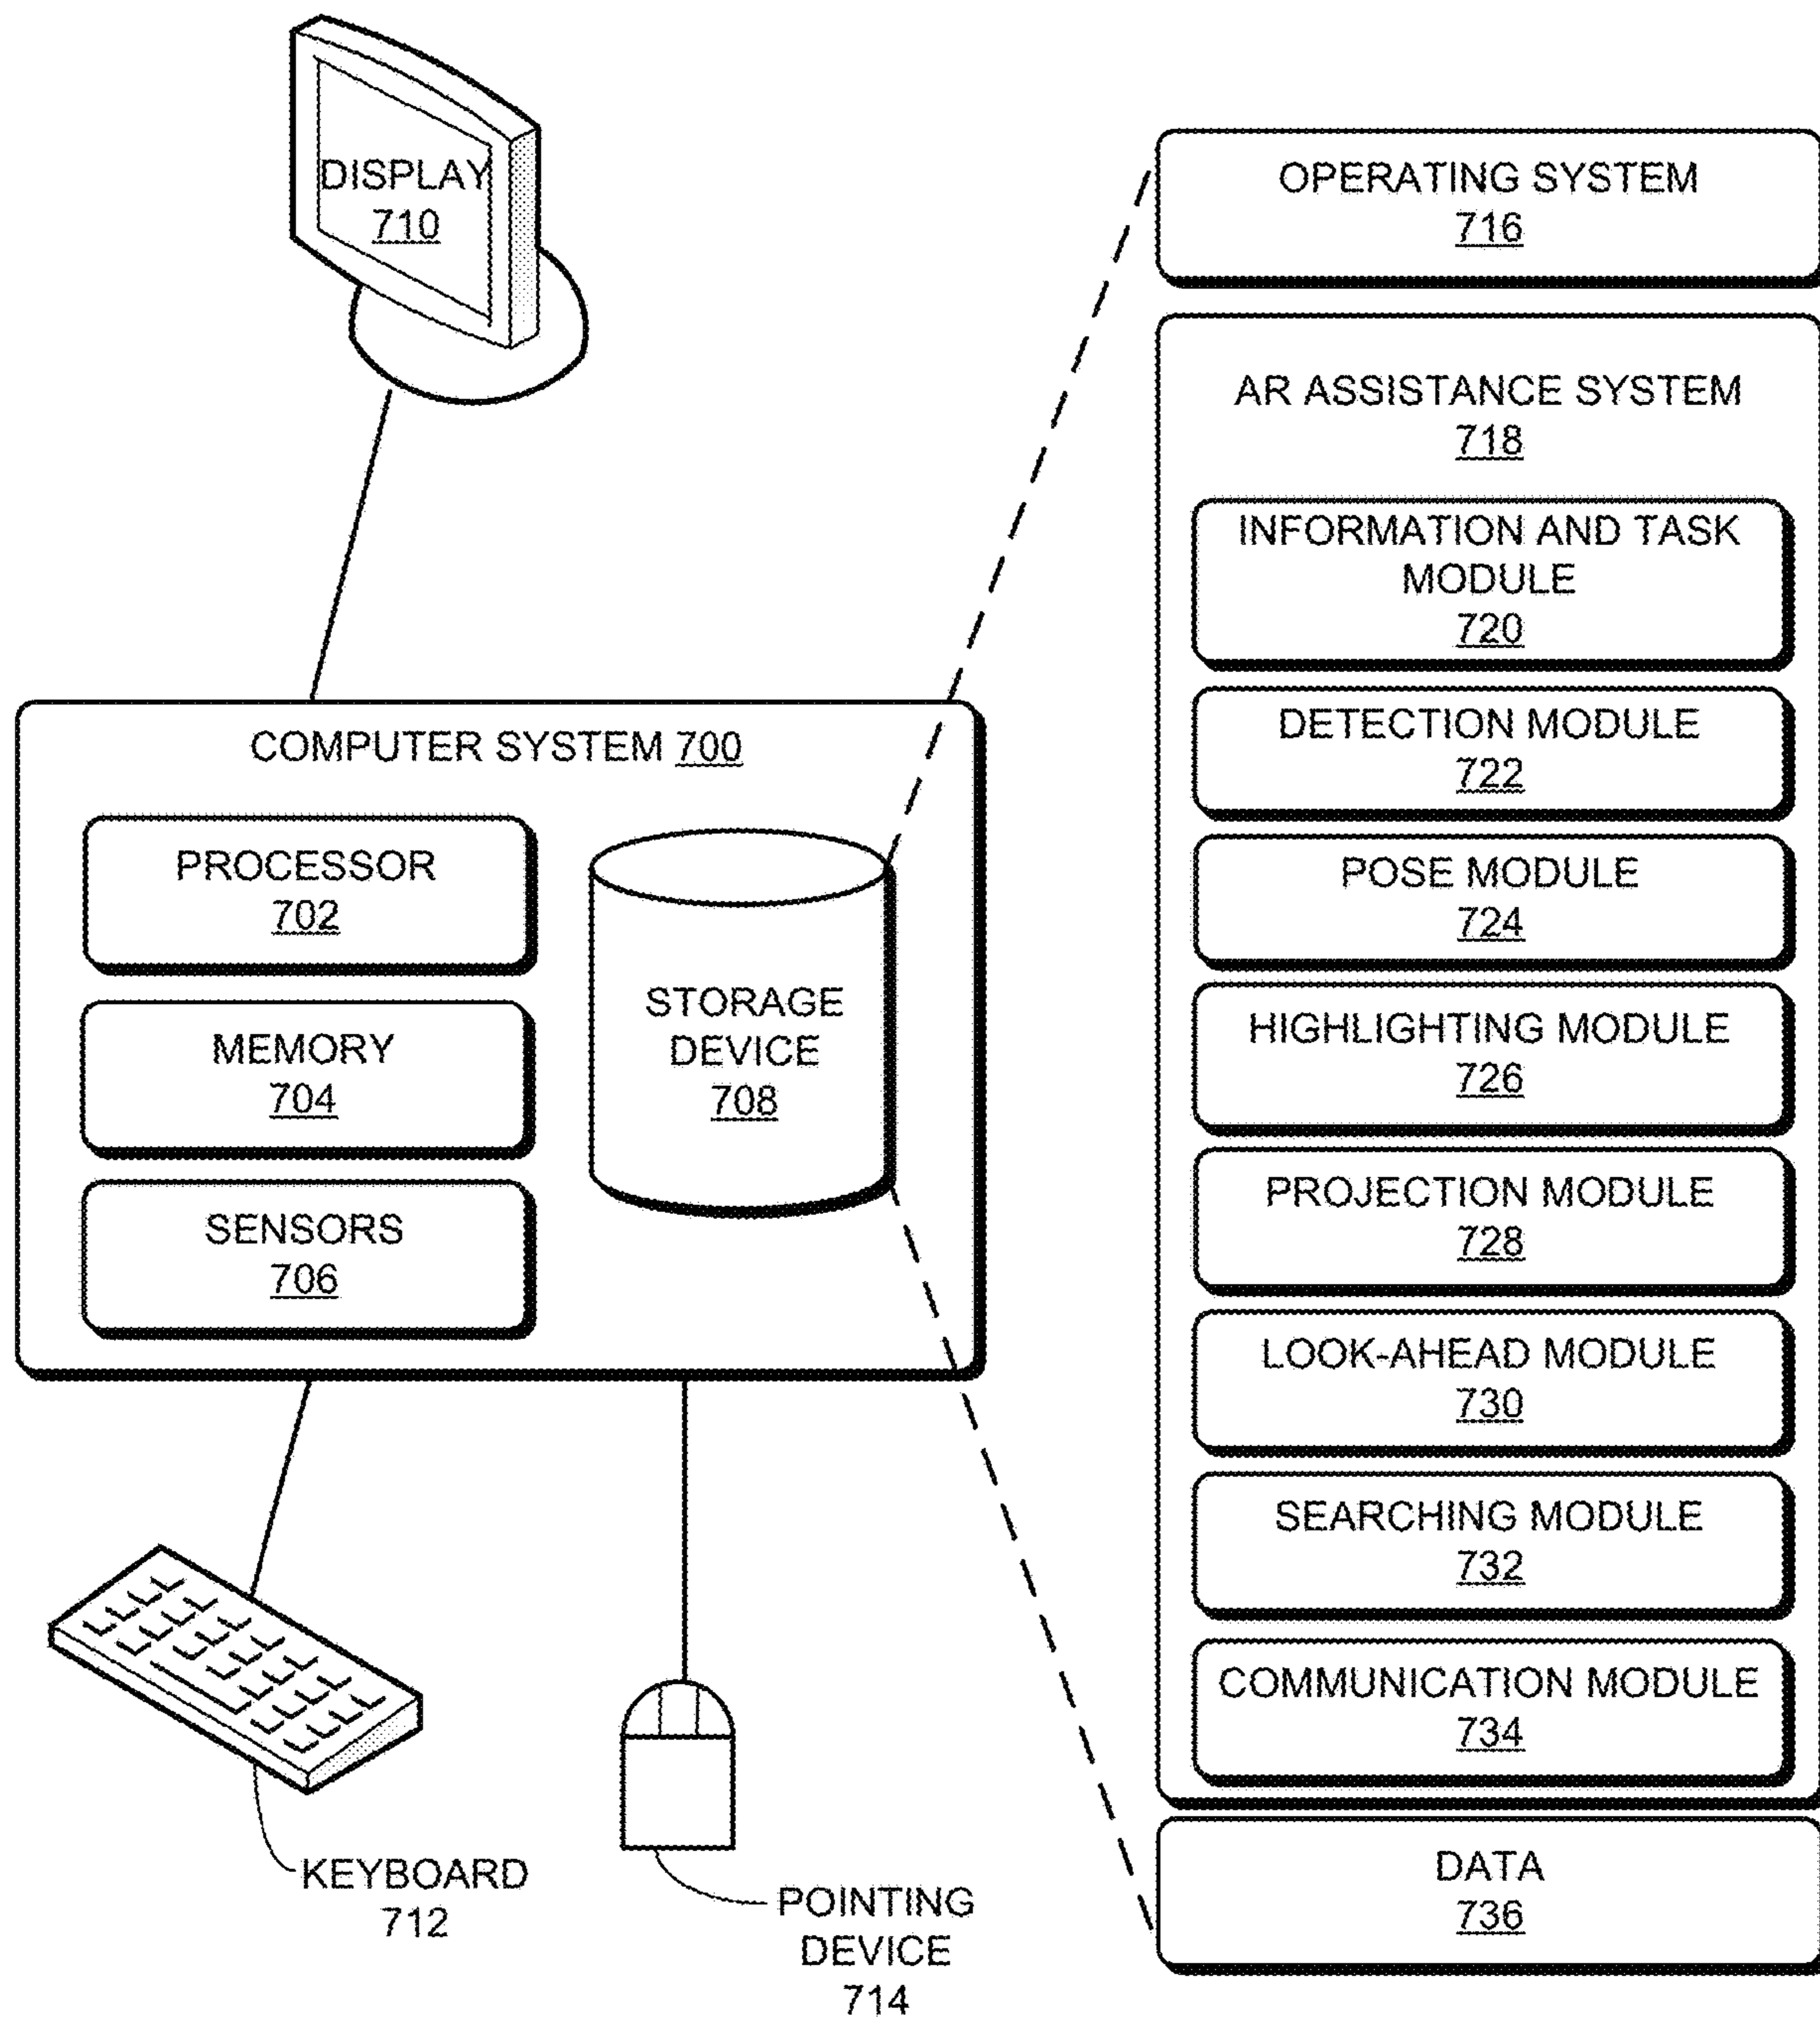 DISPLAY
710
COMPUTER SYSTEM 700
PROCESSOR
702
MEMORY
704
SENSORS
706
STORAGE
DEVICE
708
KEYBOARD
712
POINTING
DEVICE
714
OPERATING SYSTEM
716
AR ASSISTANCE SYSTEM
718
INFORMATION AND TASK
MODULE
720
DETECTION MODULE
722
POSE MODULE
724
HIGHLIGHTING MODULE
726
PROJECTION MODULE
728
LOOK-AHEAD MODULE
730
SEARCHING MODULE
732
COMMUNICATION MODULE
734
DATA
736